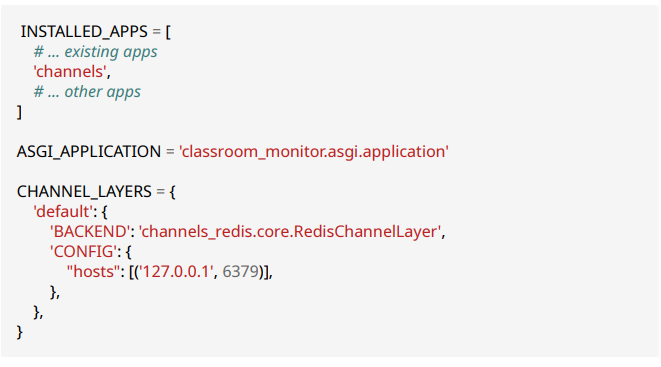 INSTALLED_APPS = [
    # ... existing apps
    'channels',
    # ... other apps
]

ASGI_APPLICATION = 'classroom_monitor.asgi.application'

CHANNEL_LAYERS = {
    'default': {
        'BACKEND': 'channels_redis.core.RedisChannelLayer',
        'CONFIG': {
            "hosts": [('127.0.0.1', 6379)],
        },
    },
}